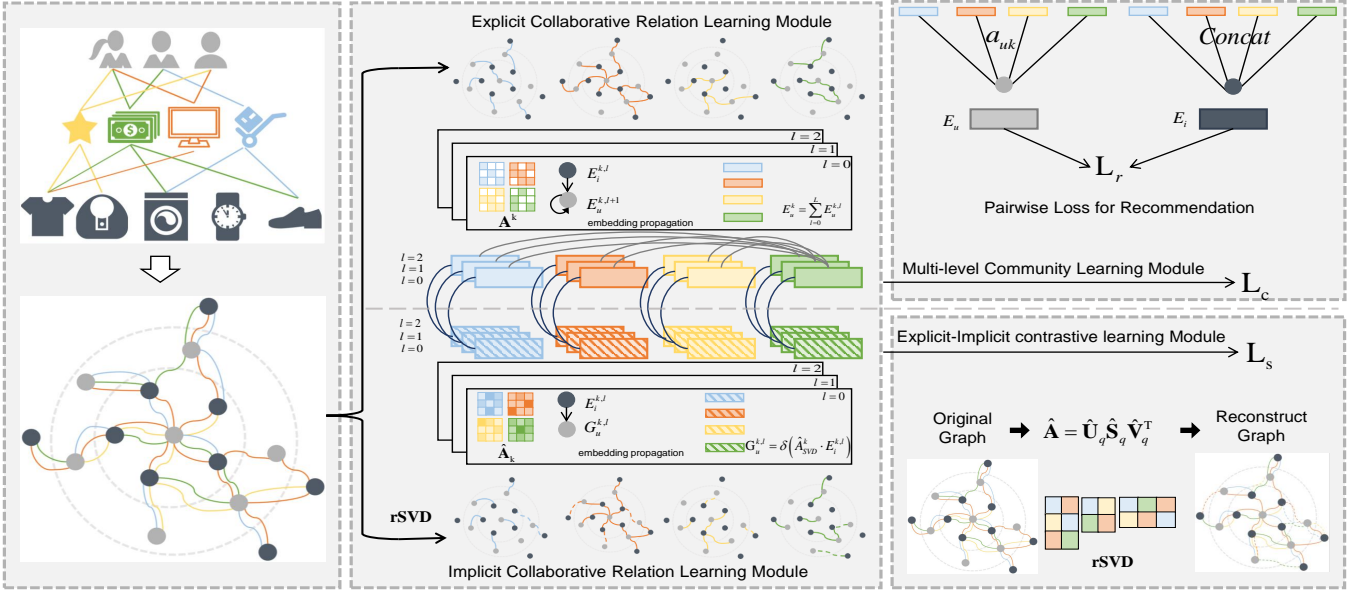 $
Explicit Collaborative Relation Learning Module
l = 2
l = 1
l = 0
E_i^{k,l}
E_u^{k,l+1}
A^k
embedding propagation
E_u^k = \sum_{l=0}^{L} E_u^{k,l}
l = 2
l = 1
l = 0
l = 2
l = 1
l = 0
l = 2
l = 1
l = 0
E_i^{k,l}
G_u^{k,l}
Â_k
embedding propagation
G_u^{k,l} = δ(Â_{SVD}^k · E_i^{k,l})
rSVD
Implicit Collaborative Relation Learning Module
a_{uk}
Concat
E_u
E_i
L_r
Pairwise Loss for Recommendation
Multi-level Community Learning Module
L_c
Explicit-Implicit contrastive learning Module
L_s
Original
Graph
Â = Û_q Ŝ_q V̂_q^T
Reconstruct
Graph
rSVD